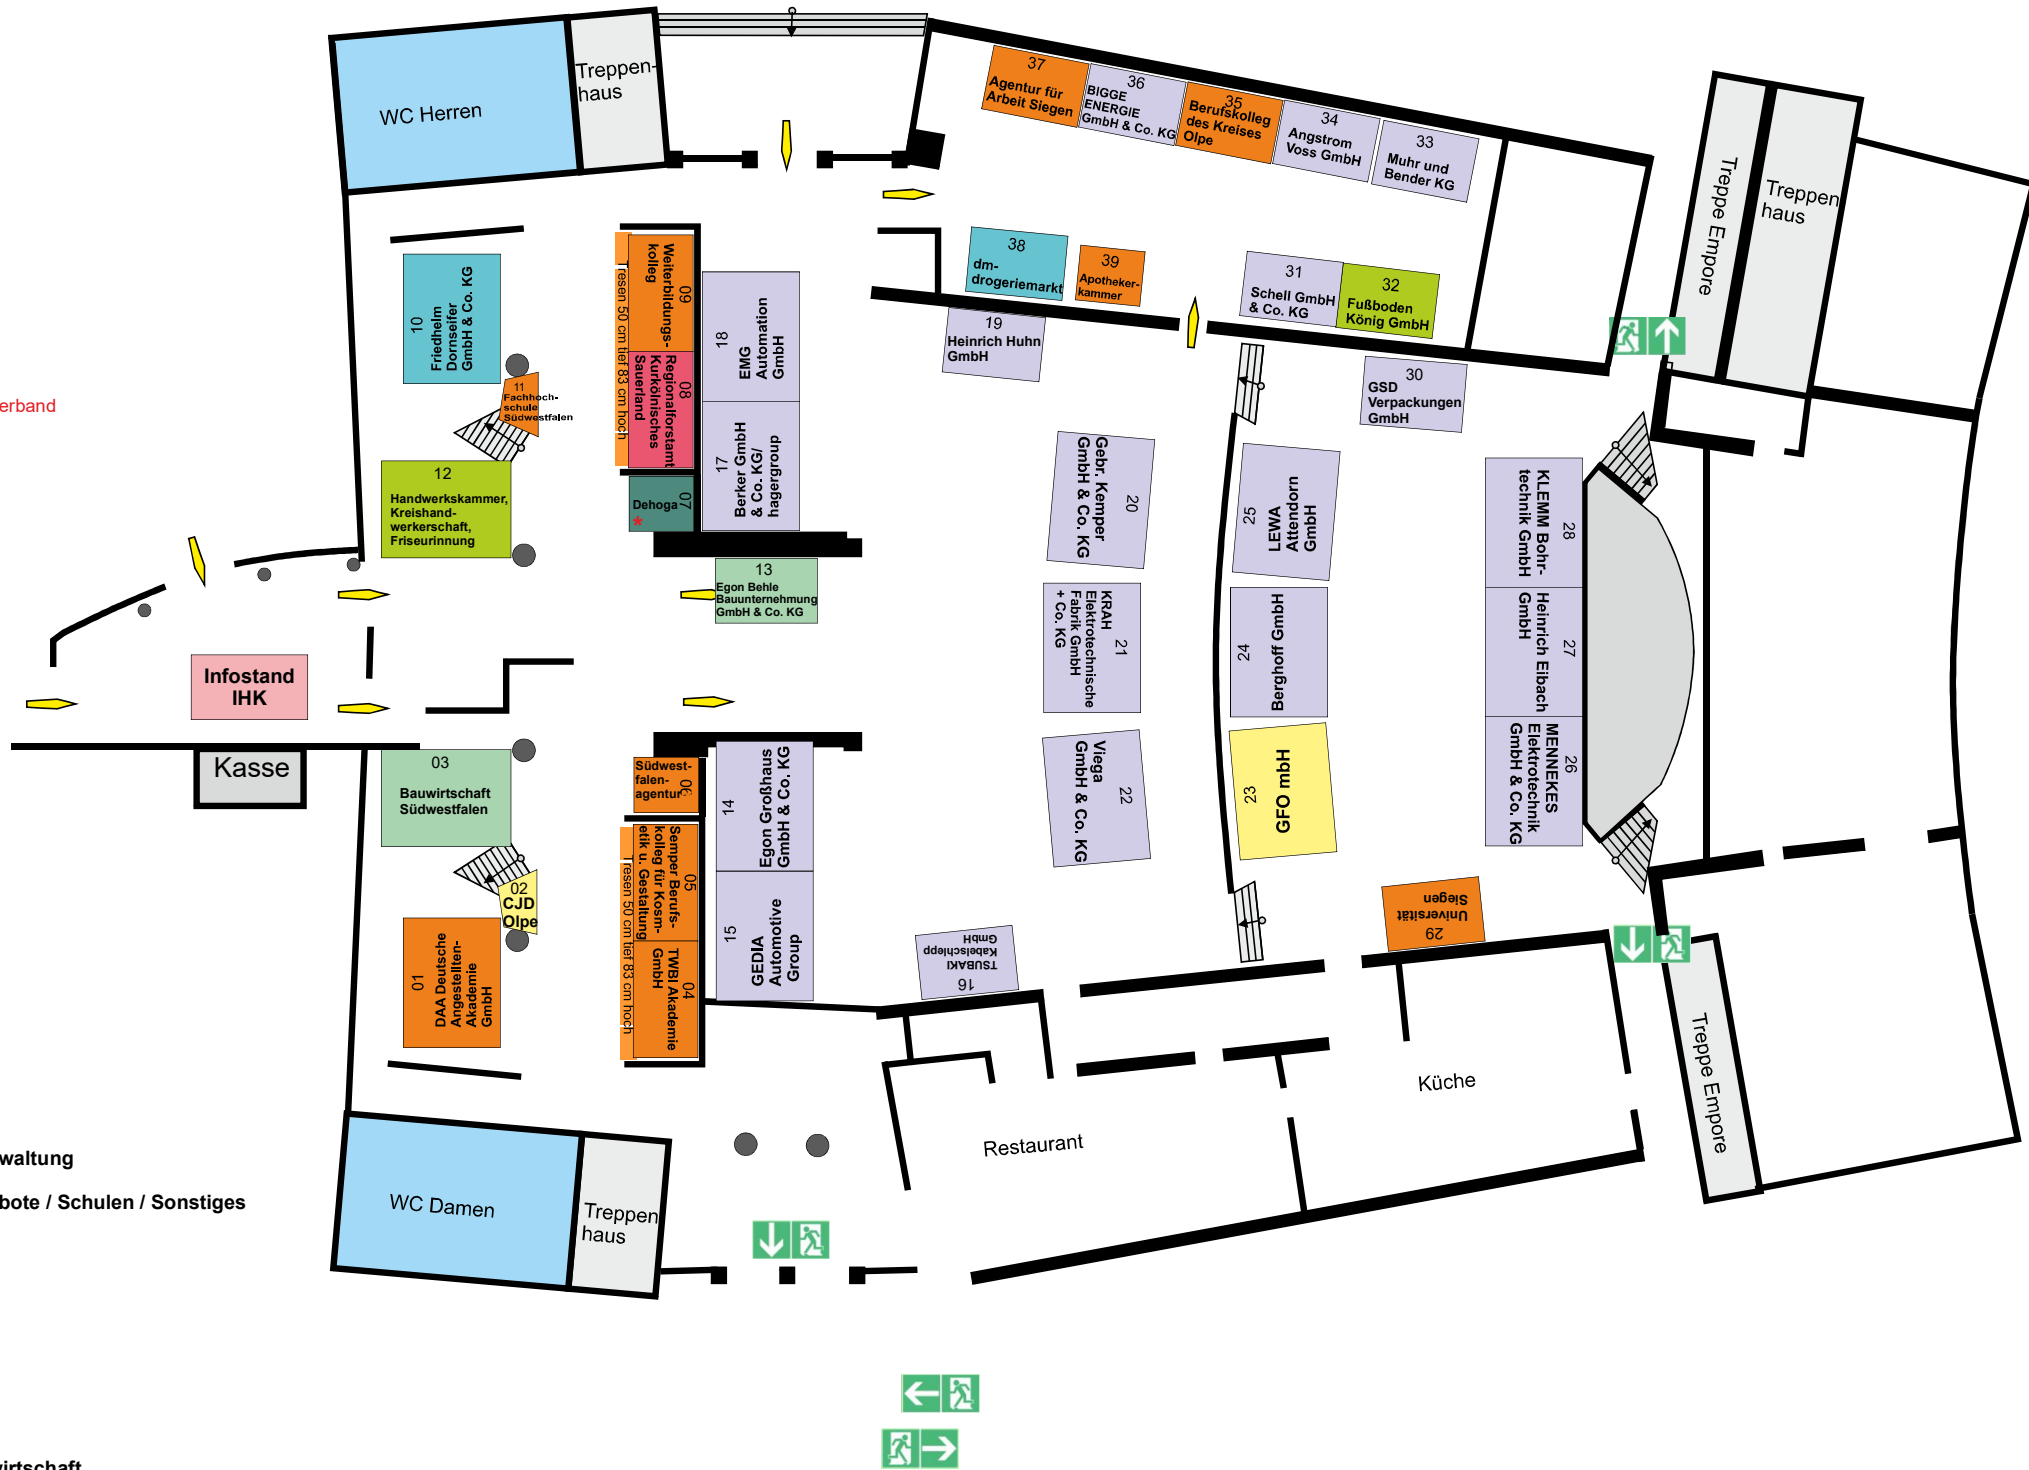 WC Herren
Treppen-
haus
37
Agentur für
Arbeit Siegen
36
BIGGE
ENERGIE
GmbH & Co. KG
35
Berufskolleg
des Kreises
Olpe
34
Angstrom
Voss GmbH
33
Muhr und
Bender KG
Treppe Empore
Treppen
haus
10
Friedhelm
Dornseifer
GmbH & Co. KG
11
Fachhoch-
schule
Südwestfalen
12
Handwerkskammer,
Kreishand-
werkerschaft,
Friseurinnung
Tresen 50 cm tief 83 cm hoch
09
Weiterbildungs-
kolleg
08
Regionalforstamt
Kurkölnisches
Sauerland
07
Dehoga
*
18
EMG
Automation
GmbH
17
Berker GmbH
& Co. KG/
hagergroup
38
dm-
drogeriemarkt
39
Apotheker-
kammer
31
Schell GmbH
& Co. KG
32
Fußboden
König GmbH
19
Heinrich Huhn
GmbH
30
GSD
Verpackungen
GmbH
erband
20
Gebr. Kemper
GmbH & Co. KG
25
LEWA
Attendorn
GmbH
28
KLEMM Bohr-
technik GmbH
13
Egon Behle
Bauunternehmung
GmbH & Co. KG
21
KRAH
Elektrotechnische
Fabrik GmbH
+ Co. KG
24
Berghoff GmbH
27
Heinrich Eibach
GmbH
Infostand
IHK
Kasse
03
Bauwirtschaft
Südwestfalen
06
Südwest-
falen-
agentur
14
Egon Großhaus
GmbH & Co. KG
22
Viega
GmbH & Co. KG
23
GFO mbH
26
MENNEKES
Elektrotechnik
GmbH & Co. KG
02
CJD
Olpe
01
DAA Deutsche
Angestellten-
Akademie
GmbH
Tresen 50 cm tief 83 cm hoch
05
Semper Berufs-
kolleg für Kosm-
etik u. Gestaltung
04
TWBI Akademie
GmbH
15
GEDIA
Automotive
Group
16
TSUBAKI
Kabelschlepp
GmbH
29
Universität
Siegen
Treppe Empore
Küche
Restaurant
WC Damen
Treppen
haus
waltung
bote / Schulen / Sonstiges
wirtschaft